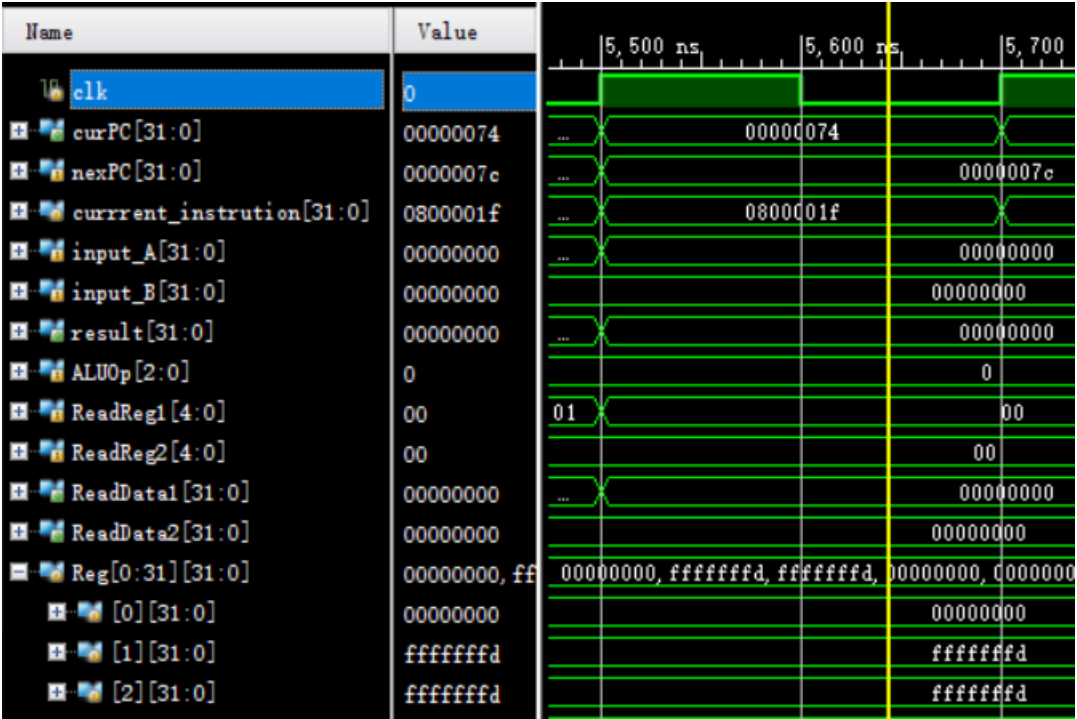 Name Value
5,500 ns 5,600 ns 5,700
clk 0
curPC[31:0] 00000074 ... 00000074
nexPC[31:0] 0000007c ... 0000007c
currrent_instrution[31:0] 0800001f ... 0800001f
input_A[31:0] 00000000 ... 00000000
input_B[31:0] 00000000 00000000
result[31:0] 00000000 ... 00000000
ALUOp[2:0] 0 0
ReadReg1[4:0] 00 01 00
ReadReg2[4:0] 00 00
ReadData1[31:0] 00000000 ... 00000000
ReadData2[31:0] 00000000 00000000
Reg[0:31][31:0] 00000000, ff 00000000, fffffffd, fffffffd, 00000000, 0000000
[0][31:0] 00000000 00000000
[1][31:0] fffffffd fffffffd
[2][31:0] fffffffd fffffffd